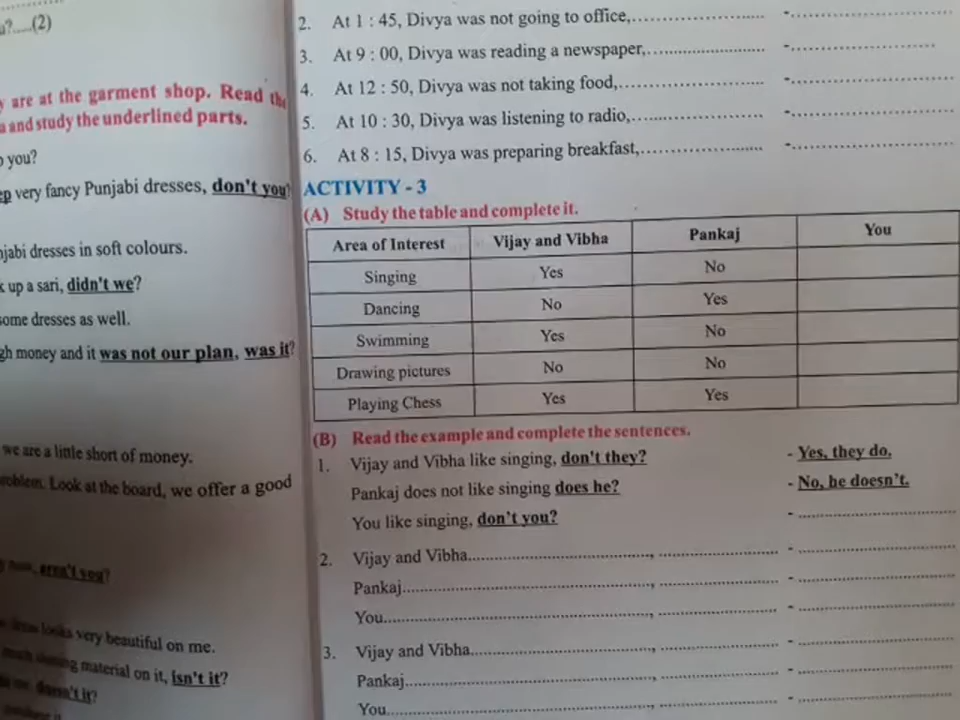 u?.....(2)
are at the garment shop. Read the
and study the underlined parts.
you?
very fancy Punjabi dresses, don't you?
dresses in soft colours.
up a sari, didn't we?
some dresses as well.
money and it was not our plan, was it?
we are a little short of money.
Look at the board, we offer a good
aren't you?
looks very beautiful on me.
material on it, isn't it?
doesn't it?
2. At 1 : 45, Divya was not going to office,........................ -..............................
3. At 9 : 00, Divya was reading a newspaper,........................ -..............................
4. At 12 : 50, Divya was not taking food,.............................. -..............................
5. At 10 : 30, Divya was listening to radio,........................... -..............................
6. At 8 : 15, Divya was preparing breakfast,......................... -..............................
ACTIVITY - 3
(A) Study the table and complete it.
Area of Interest Vijay and Vibha Pankaj You
Singing Yes No
Dancing No Yes
Swimming Yes No
Drawing pictures No No
Playing Chess Yes Yes
(B) Read the example and complete the sentences.
1. Vijay and Vibha like singing, don't they? - Yes, they do.
Pankaj does not like singing does he? - No, he doesn't.
You like singing, don't you? -..............................
2. Vijay and Vibha......................................., ......................... -..............................
Pankaj......................................................, ......................... -..............................
You.........................................................., ......................... -..............................
3. Vijay and Vibha......................................., ......................... -..............................
Pankaj......................................................, ......................... -..............................
You.........................................................., ......................... -..............................